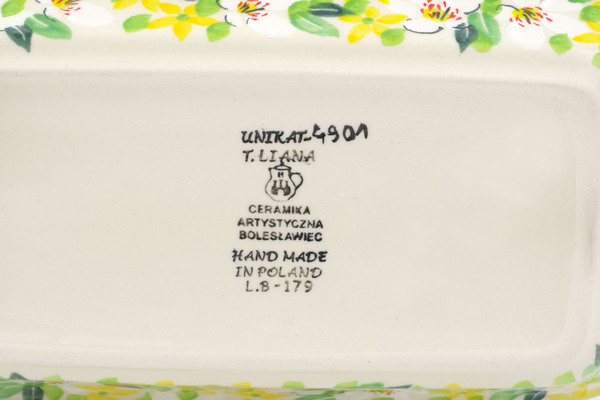 UNIKAT-4901
T. LIANA
B
CERAMIKA
ARTYSTYCZNA
BOLESŁAWIEC
HAND MADE
IN POLAND
L.B-179